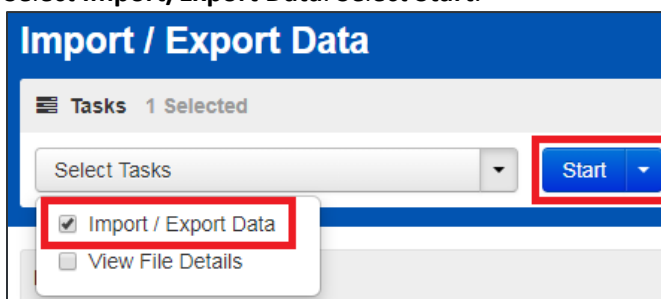 Select Import/Export Data. Select Start.
Import / Export Data
Tasks 1 Selected
Select Tasks
Start
Import / Export Data
View File Details